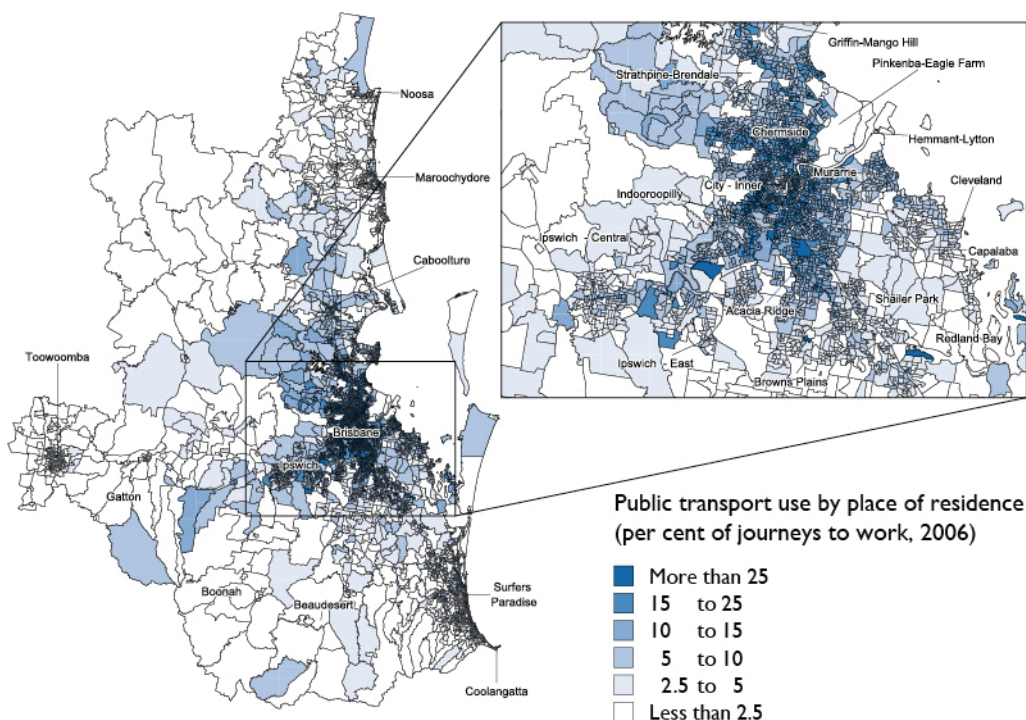 Noosa
Maroochydore
Caboolture
Toowoomba
Brisbane
Ipswich
Gatton
Boonah
Beaudesert
Surfers
Paradise
Coolangatta
Griffin-Mango Hill
Pinkenba-Eagle Farm
Strathpine-Brendale
Chermside
Hemmant-Lytton
Murarrie
Cleveland
City - Inner
Indooroopilly
Ipswich - Central
Capalaba
Shailer Park
Acacia Ridge
Redland Bay
Ipswich - East
Browns Plains
Public transport use by place of residence
(per cent of journeys to work, 2006)
More than 25
15 to 25
10 to 15
5 to 10
2.5 to 5
Less than 2.5